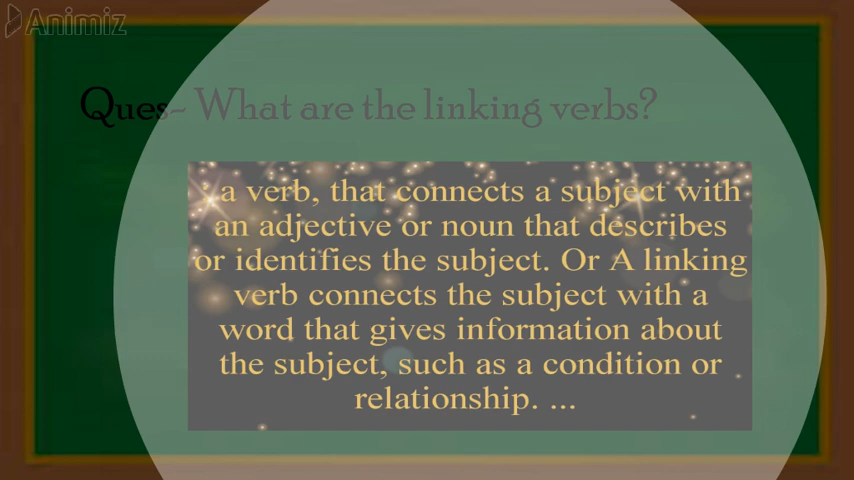 Animiz
Ques- What are the linking verbs?
a verb, that connects a subject with
an adjective or noun that describes
or identifies the subject. Or A linking
verb connects the subject with a
word that gives information about
the subject, such as a condition or
relationship. ...